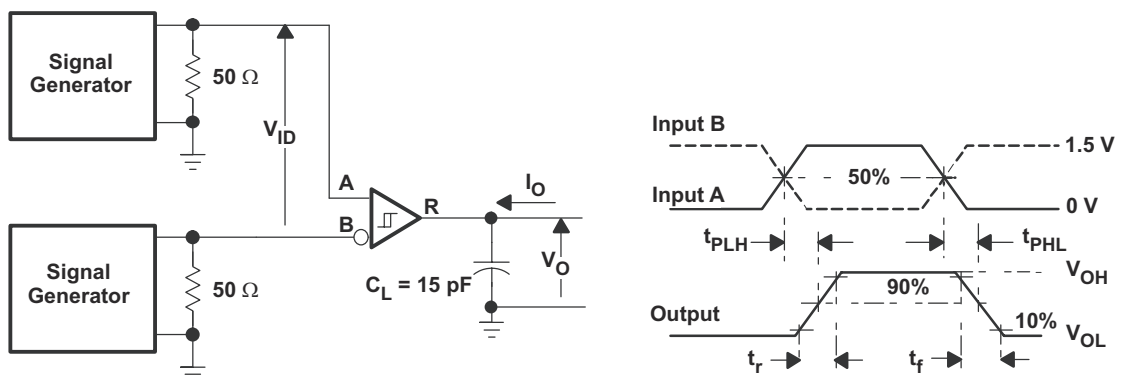 Signal
Generator
50 Ω
V_ID
A
B
R
I_O
V_O
C_L = 15 pF
Signal
Generator
50 Ω
Input B
1.5 V
50%
Input A
0 V
t_PLH
t_PHL
V_OH
90%
Output
10%
V_OL
t_r
t_f